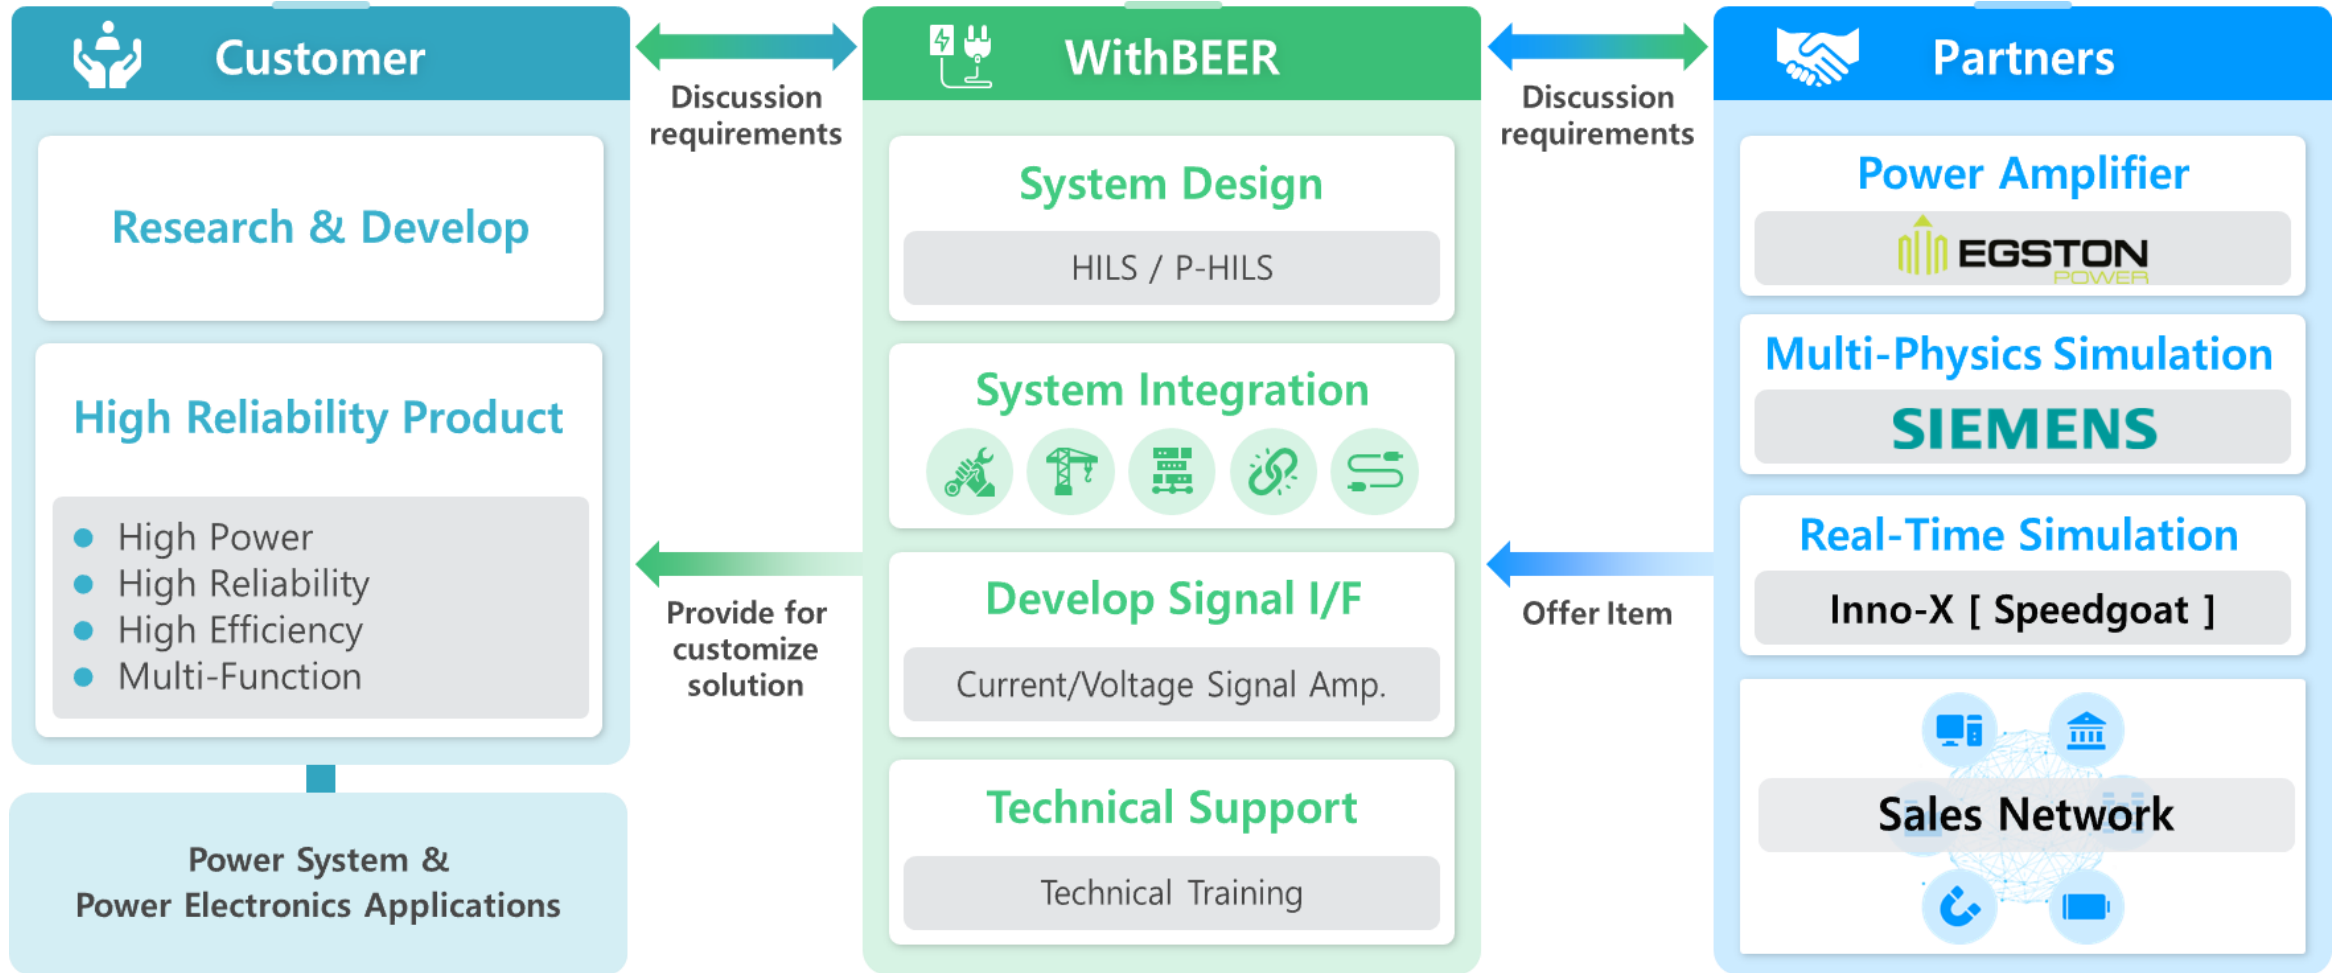 Customer
Research & Develop
High Reliability Product
High Power
High Reliability
High Efficiency
Multi-Function
Power System &
Power Electronics Applications
Discussion
requirements
Provide for
customize
solution
WithBEER
System Design
HILS / P-HILS
System Integration
Develop Signal I/F
Current/Voltage Signal Amp.
Technical Support
Technical Training
Discussion
requirements
Offer Item
Partners
Power Amplifier
EGSTON
POWER
Multi-Physics Simulation
SIEMENS
Real-Time Simulation
Inno-X [ Speedgoat ]
Sales Network